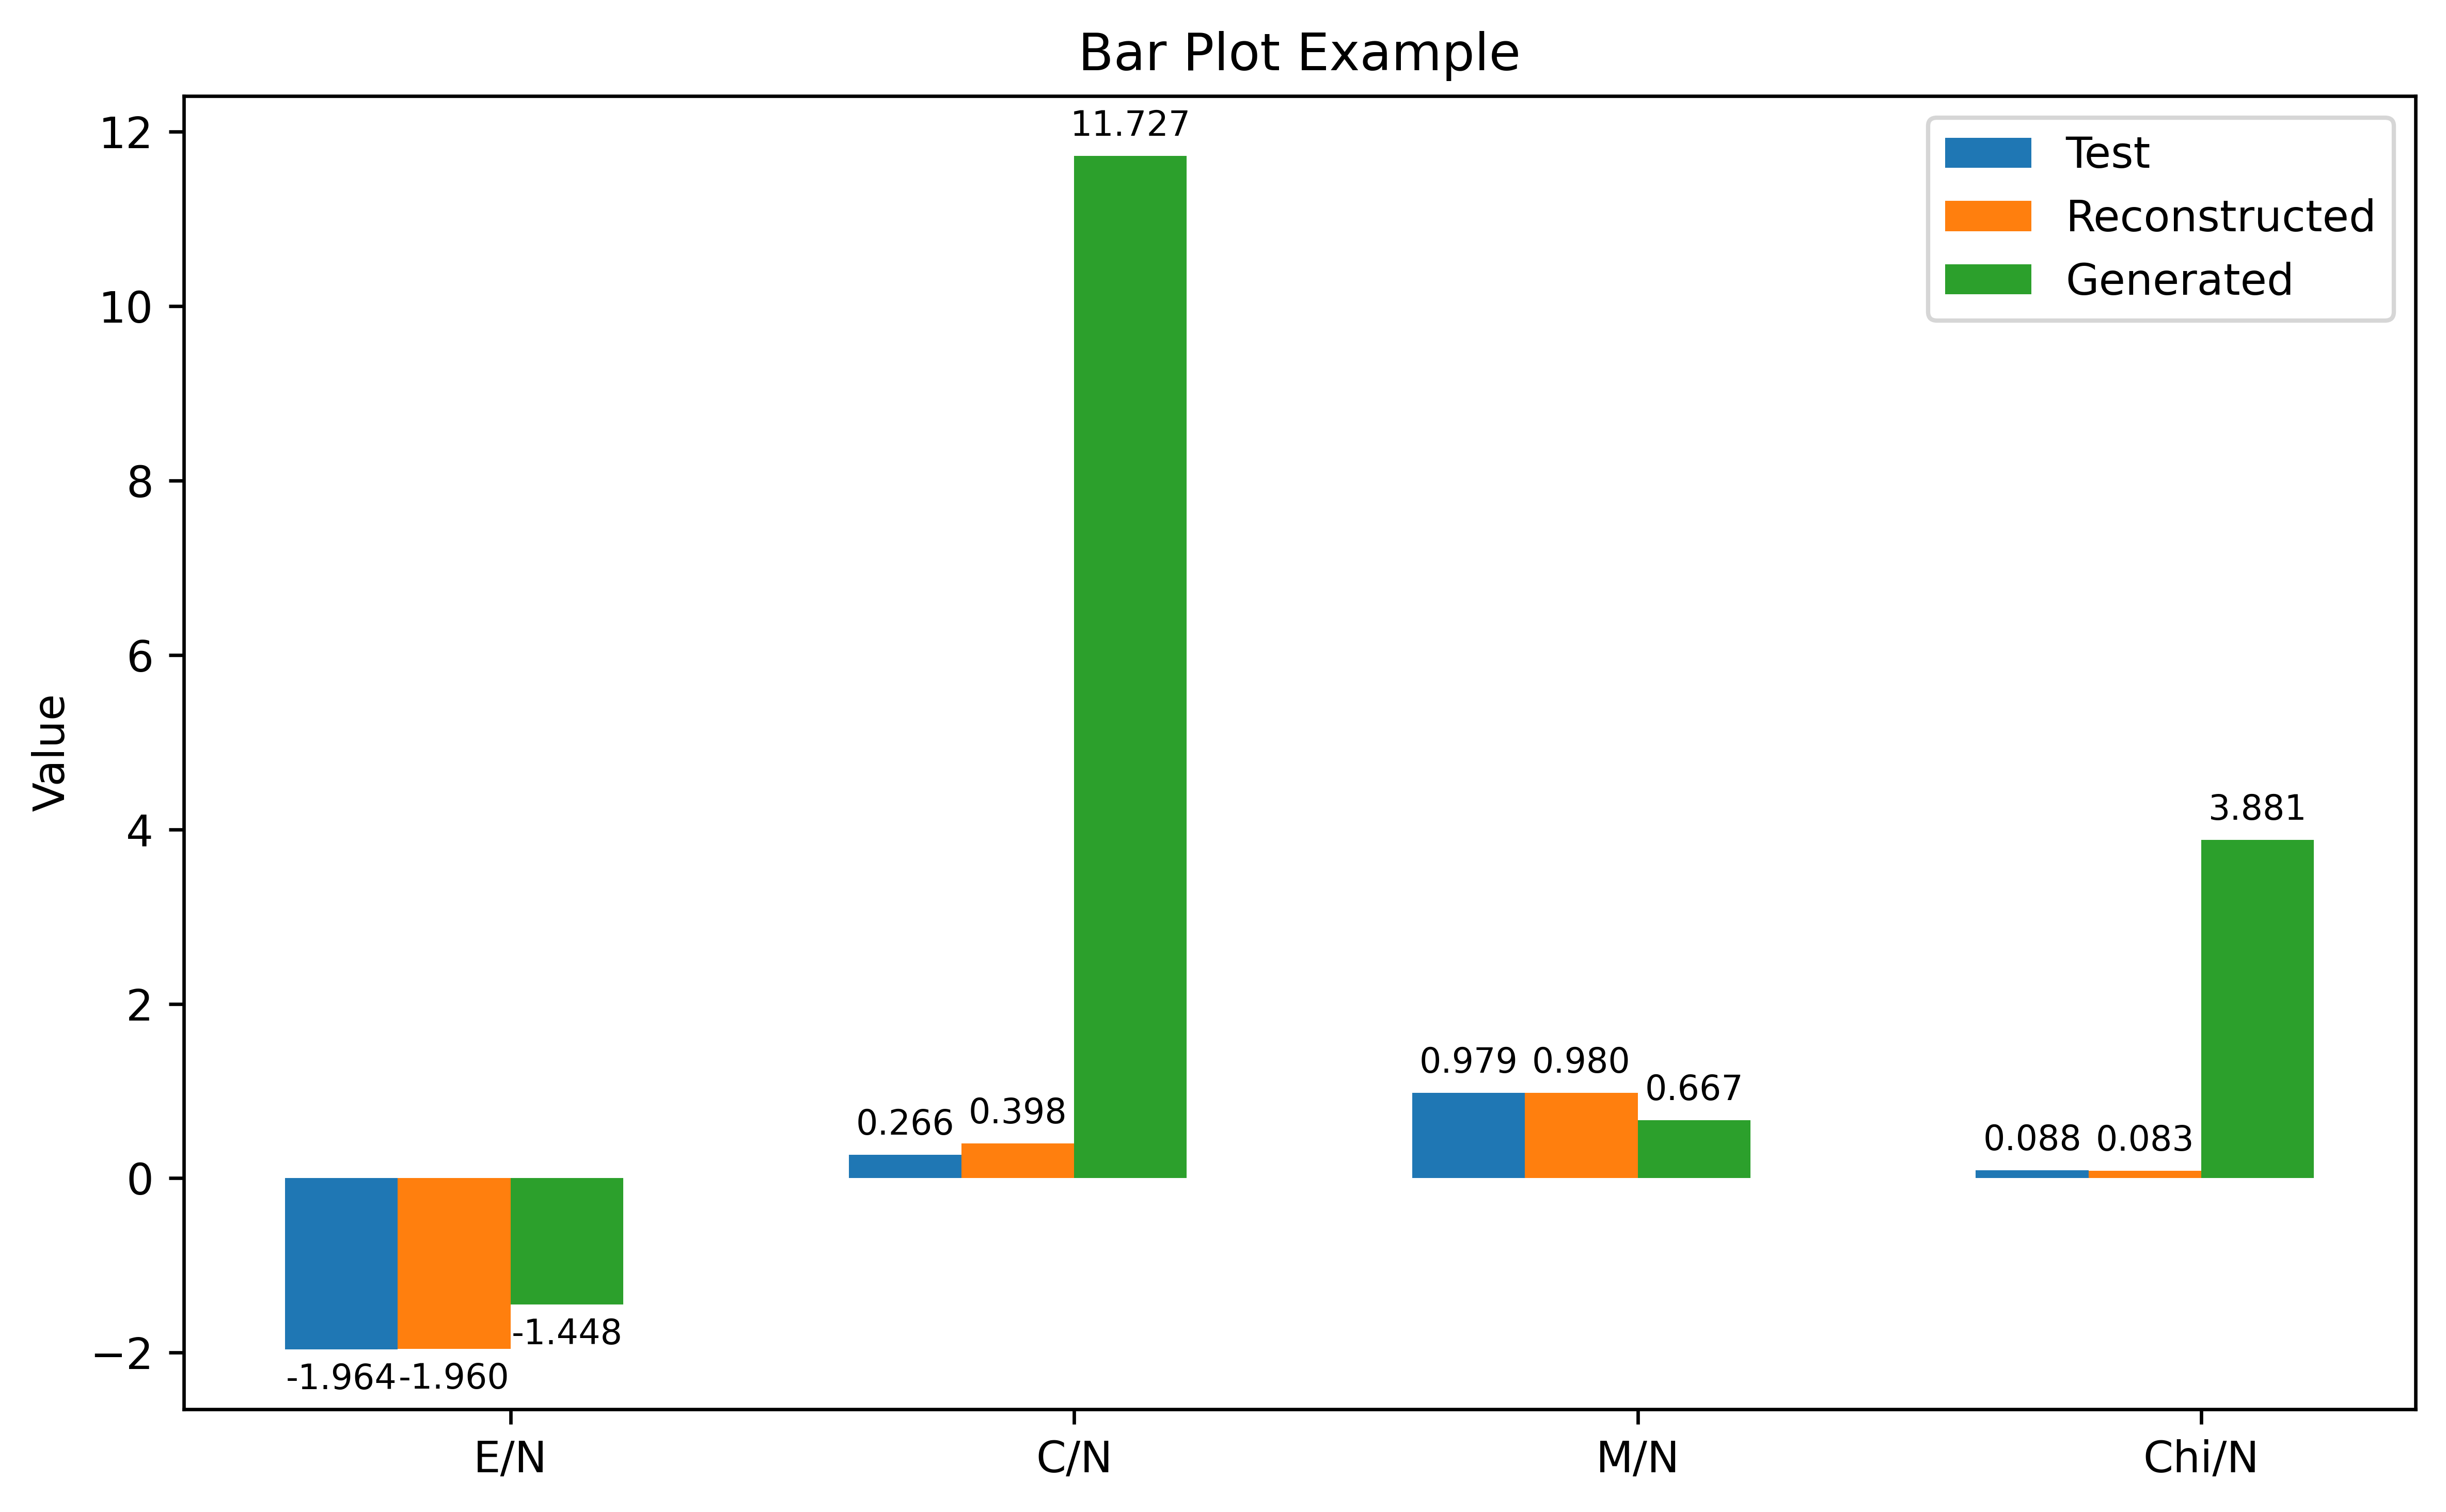 Bar Plot Example
12
10
8
6
4
2
0
−2
Value
Test
Reconstructed
Generated
-1.964
-1.960
-1.448
0.266
0.398
11.727
0.979
0.980
0.667
0.088
0.083
3.881
E/N
C/N
M/N
Chi/N